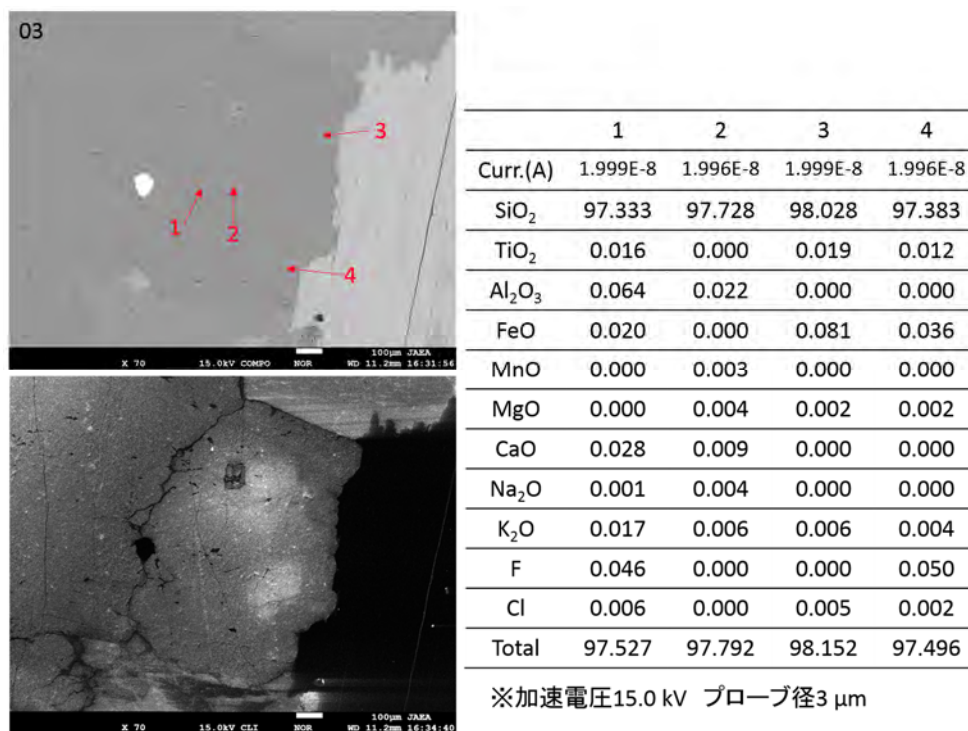 03
3
1
2
4
100μm JAEA
X 70 15.0kV COMPO NOR WD 11.2mm 16:31:56
100μm JAEA
X 70 15.0kV CLI NOR WD 11.2mm 16:34:40
1 2 3 4
Curr.(A) 1.999E-8 1.996E-8 1.999E-8 1.996E-8
SiO₂ 97.333 97.728 98.028 97.383
TiO₂ 0.016 0.000 0.019 0.012
Al₂O₃ 0.064 0.022 0.000 0.000
FeO 0.020 0.000 0.081 0.036
MnO 0.000 0.003 0.000 0.000
MgO 0.000 0.004 0.002 0.002
CaO 0.028 0.009 0.000 0.000
Na₂O 0.001 0.004 0.000 0.000
K₂O 0.017 0.006 0.006 0.004
F 0.046 0.000 0.000 0.050
Cl 0.006 0.000 0.005 0.002
Total 97.527 97.792 98.152 97.496
※加速電圧15.0 kV プローブ径3 μm